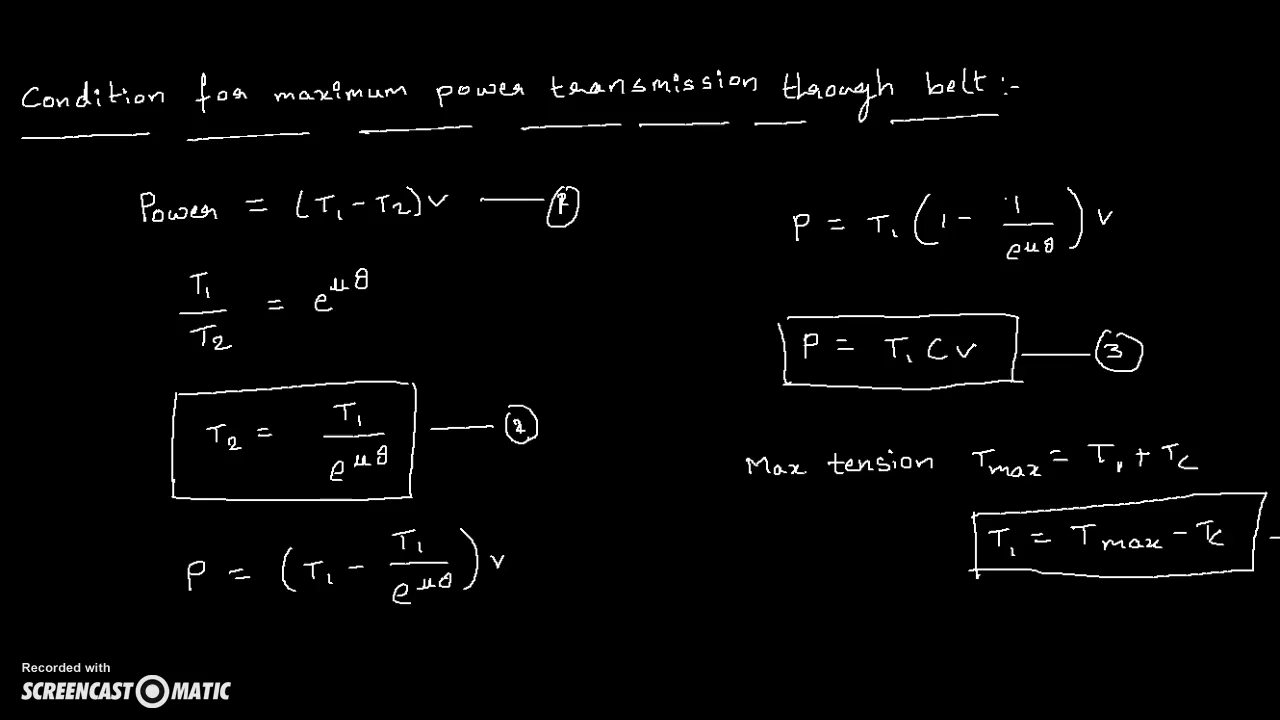 Condition for maximum power transmission through belt :-
Power = (T₁ - T₂) v —— ①
T₁ / T₂ = e^μθ
T₂ = T₁ / e^μθ —— ②
P = (T₁ - T₁ / e^μθ) v
P = T₁ (1 - 1 / e^μθ) v
P = T₁ C v —— ③
Max tension Tmax = T₁ + Tc
T₁ = Tmax - Tc
Recorded with
SCREENCAST O MATIC